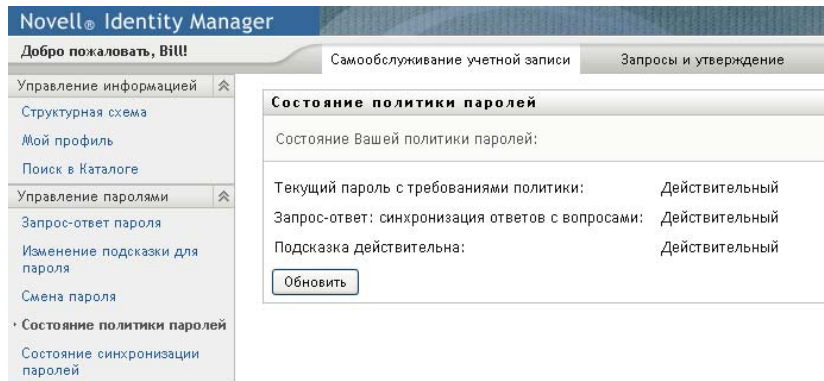 Novell® Identity Manager
Добро пожаловать, Bill!
Самообслуживание учетной записи
Запросы и утверждение
Управление информацией
Структурная схема
Мой профиль
Поиск в Каталоге
Управление паролями
Запрос-ответ пароля
Изменение подсказки для
пароля
Смена пароля
· Состояние политики паролей
Состояние синхронизации
паролей
Состояние политики паролей
Состояние Вашей политики паролей:
Текущий пароль с требованиями политики: Действительный
Запрос-ответ: синхронизация ответов с вопросами: Действительный
Подсказка действительна: Действительный
Обновить